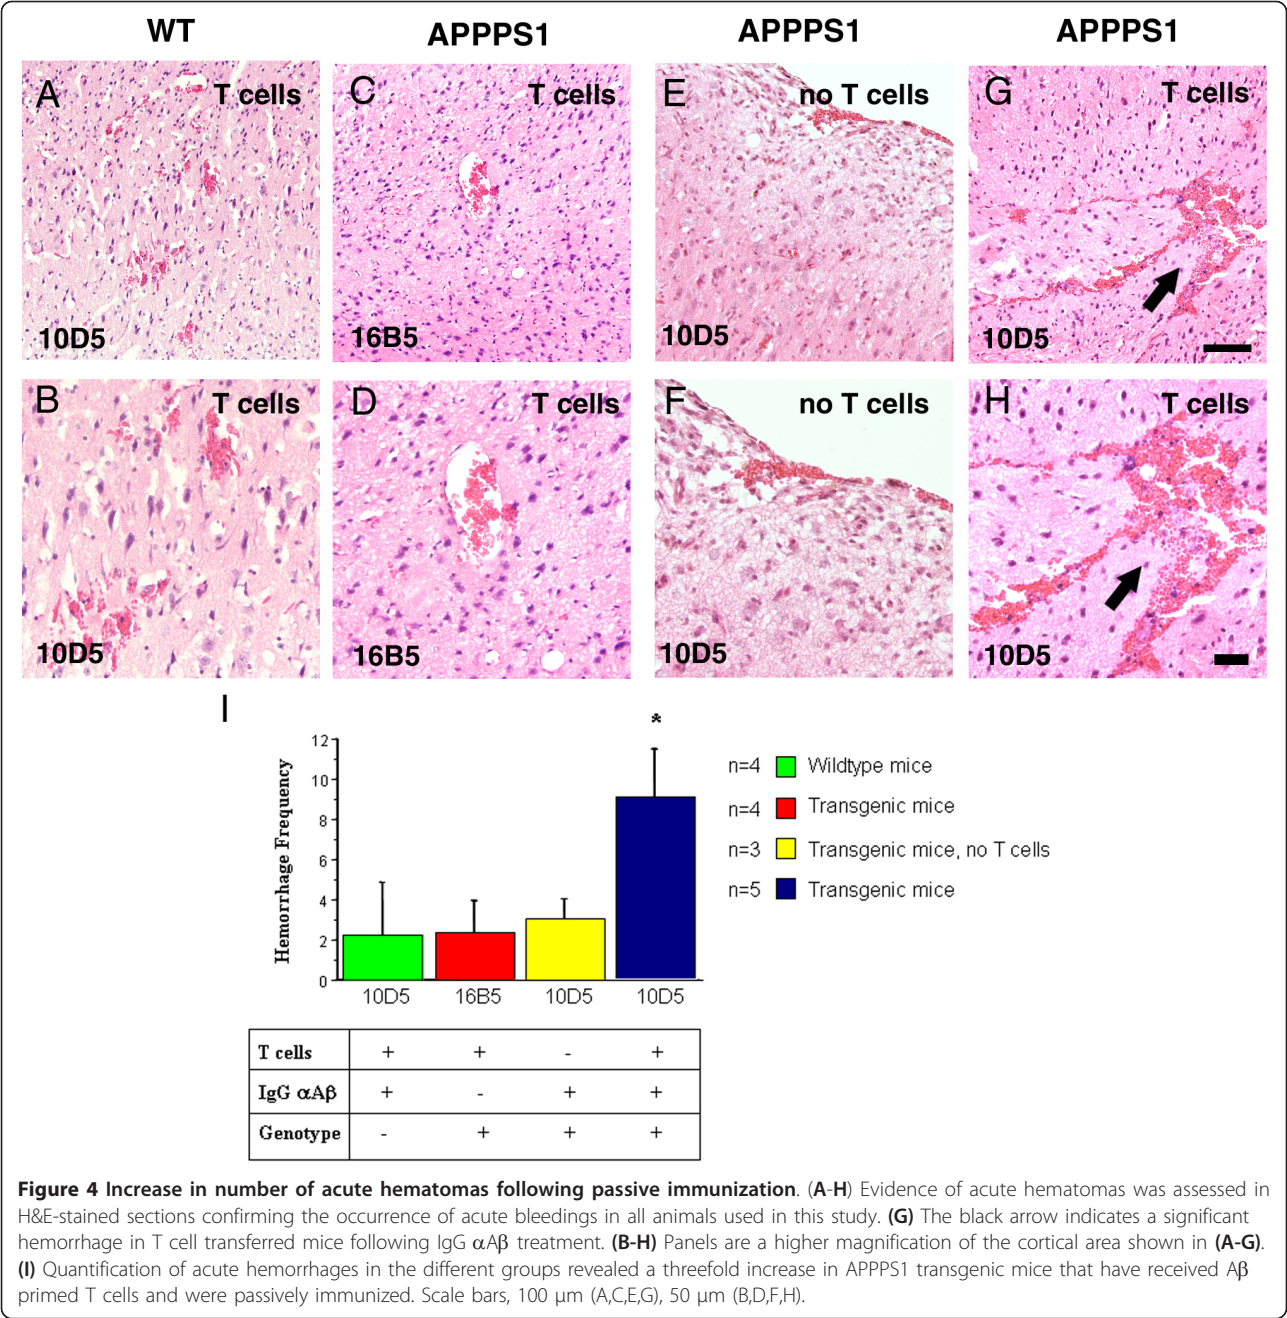 WT
APPPS1
APPPS1
APPPS1
A
T cells
10D5
C
T cells
16B5
E
no T cells
10D5
G
T cells
10D5
B
T cells
10D5
D
T cells
16B5
F
no T cells
10D5
H
T cells
10D5
I
*
Hemorrhage Frequency
12
10
8
6
4
2
0
10D5 16B5 10D5 10D5
n=4 Wildtype mice
n=4 Transgenic mice
n=3 Transgenic mice, no T cells
n=5 Transgenic mice
T cells + + - +
IgG αAβ + - + +
Genotype - + + +
Figure 4 Increase in number of acute hematomas following passive immunization. (A-H) Evidence of acute hematomas was assessed in
H&E-stained sections confirming the occurrence of acute bleedings in all animals used in this study. (G) The black arrow indicates a significant
hemorrhage in T cell transferred mice following IgG αAβ treatment. (B-H) Panels are a higher magnification of the cortical area shown in (A-G).
(I) Quantification of acute hemorrhages in the different groups revealed a threefold increase in APPPS1 transgenic mice that have received Aβ
primed T cells and were passively immunized. Scale bars, 100 μm (A,C,E,G), 50 μm (B,D,F,H).